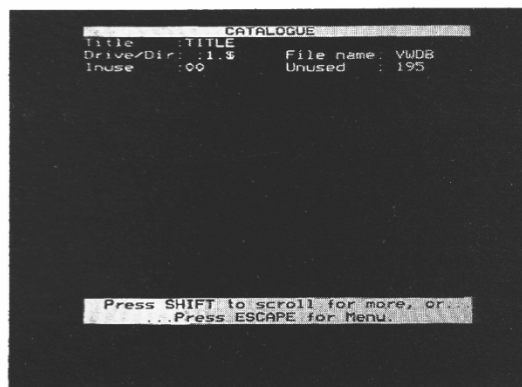 CATALOGUE
Title :TITLE
Drive/Dir: :1.$ File name: VWDB
Inuse :00 Unused : 195
Press SHIFT to scroll for more, or...
...Press ESCAPE for Menu.